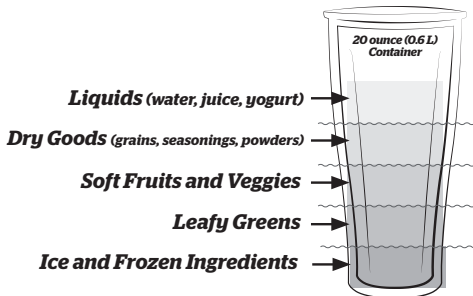 20 ounce (0.6 L)
Container
Liquids (water, juice, yogurt)
Dry Goods (grains, seasonings, powders)
Soft Fruits and Veggies
Leafy Greens
Ice and Frozen Ingredients